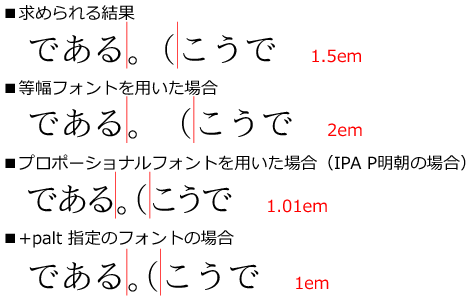 ■求められる結果
である。（こうで 1.5em
■等幅フォントを用いた場合
である。（こうで 2em
■プロポーショナルフォントを用いた場合（IPA P明朝の場合）
である。（こうで 1.01em
■+palt 指定のフォントの場合
である。（こうで 1em